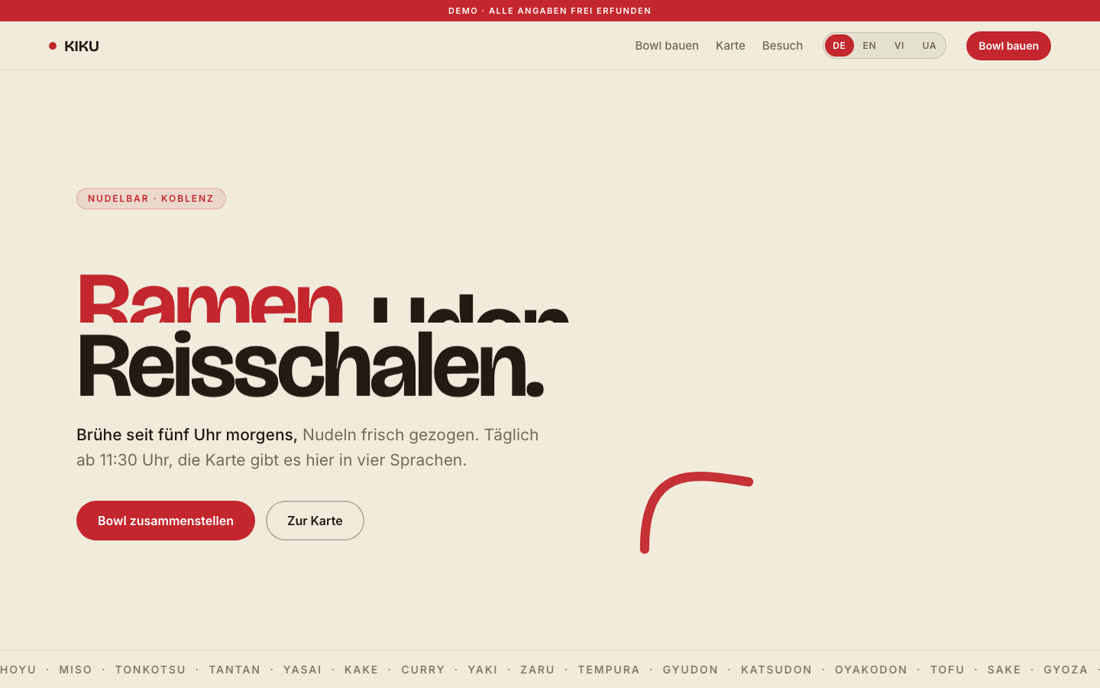 DEMO · ALLE ANGABEN FREI ERFUNDEN
KIKU
Bowl bauen Karte Besuch DE EN VI UA Bowl bauen
NUDELBAR · KOBLENZ
Ramen Udon
Reisschalen.
Brühe seit fünf Uhr morgens, Nudeln frisch gezogen. Täglich
ab 11:30 Uhr, die Karte gibt es hier in vier Sprachen.
Bowl zusammenstellen Zur Karte
HOYU · MISO · TONKOTSU · TANTAN · YASAI · KAKE · CURRY · YAKI · ZARU · TEMPURA · GYUDON · KATSUDON · OYAKODON · TOFU · SAKE · GYOZA ·